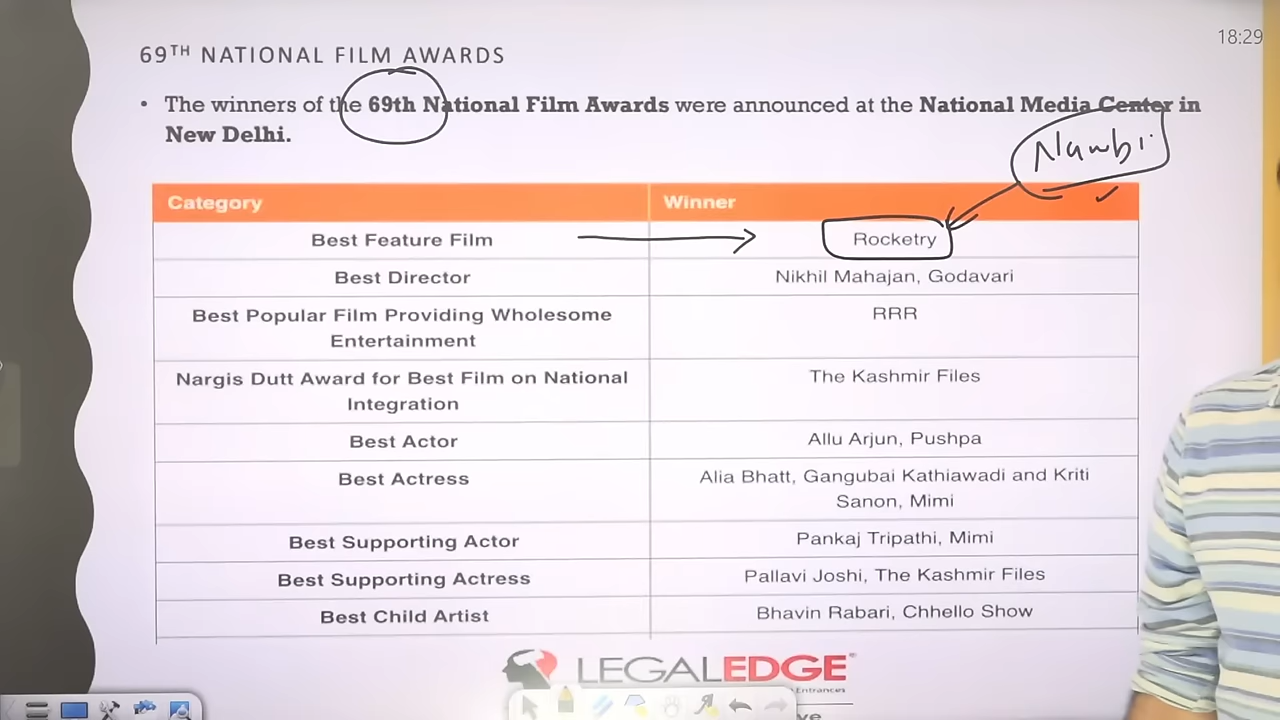 18:29
69TH NATIONAL FILM AWARDS
• The winners of the 69th National Film Awards were announced at the National Media Center in
New Delhi.
Nambi
Category Winner
Best Feature Film Rocketry
Best Director Nikhil Mahajan, Godavari
Best Popular Film Providing Wholesome
Entertainment
RRR
Nargis Dutt Award for Best Film on National
Integration
The Kashmir Files
Best Actor Allu Arjun, Pushpa
Best Actress
Alia Bhatt, Gangubai Kathiawadi and Kriti
Sanon, Mimi
Best Supporting Actor Pankaj Tripathi, Mimi
Best Supporting Actress Pallavi Joshi, The Kashmir Files
Best Child Artist Bhavin Rabari, Chhello Show
LEGALEDGE
Entrances